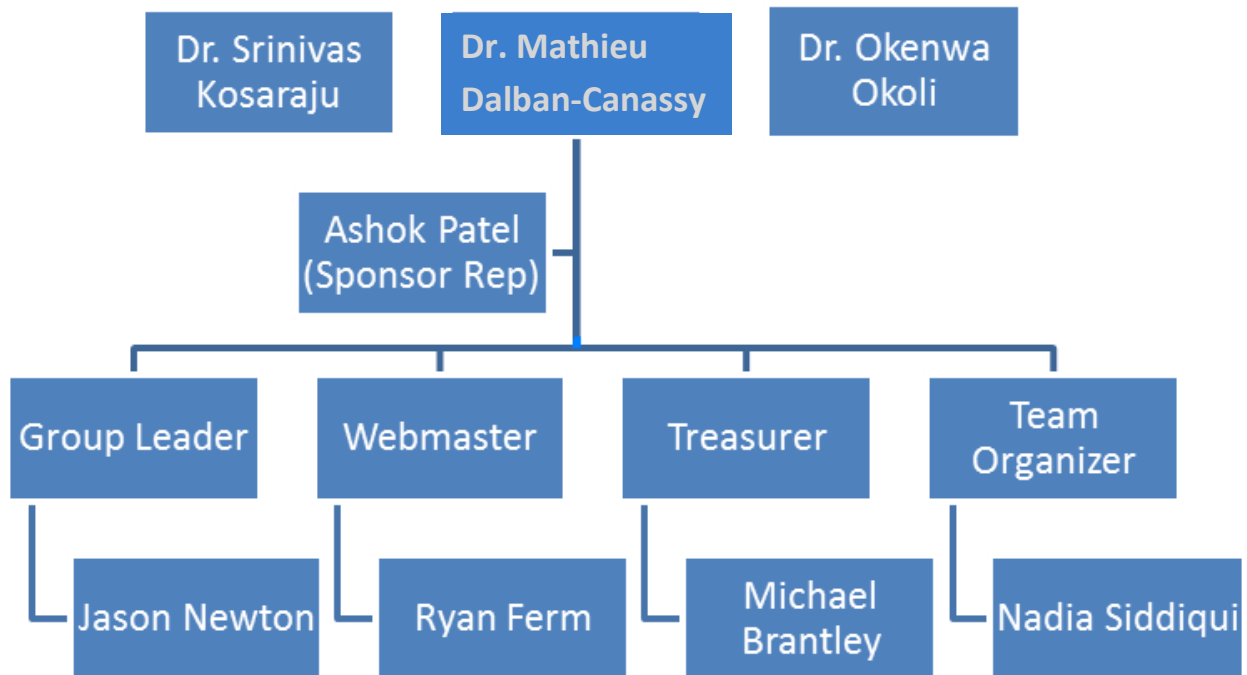 Dr. Srinivas
Kosaraju
Dr. Mathieu
Dalban-Canassy
Dr. Okenwa
Okoli
Ashok Patel
(Sponsor Rep)
Group Leader
Webmaster
Treasurer
Team
Organizer
Jason Newton
Ryan Ferm
Michael
Brantley
Nadia Siddiqui